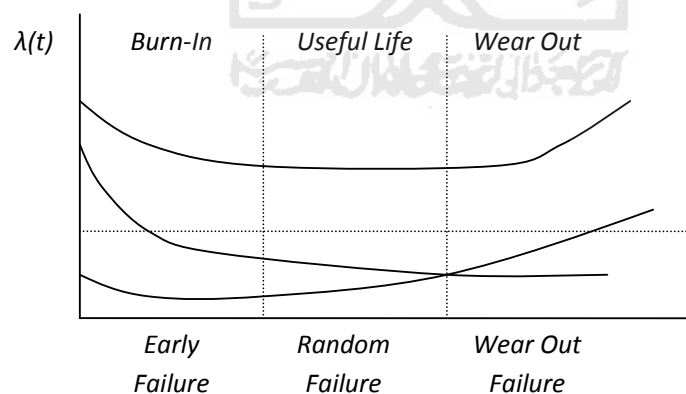 λ(t)
Burn-In
Useful Life
Wear Out
Early
Failure
Random
Failure
Wear Out
Failure